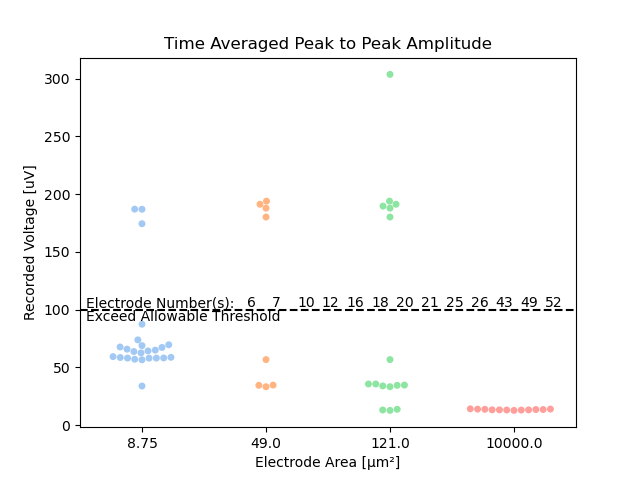 Time Averaged Peak to Peak Amplitude
Recorded Voltage [uV]
300
250
200
150
100
50
0
Electrode Number(s): 6 7 10 12 16 18 20 21 25 26 43 49 52
Exceed Allowable Threshold
8.75 49.0 121.0 10000.0
Electrode Area [µm²]